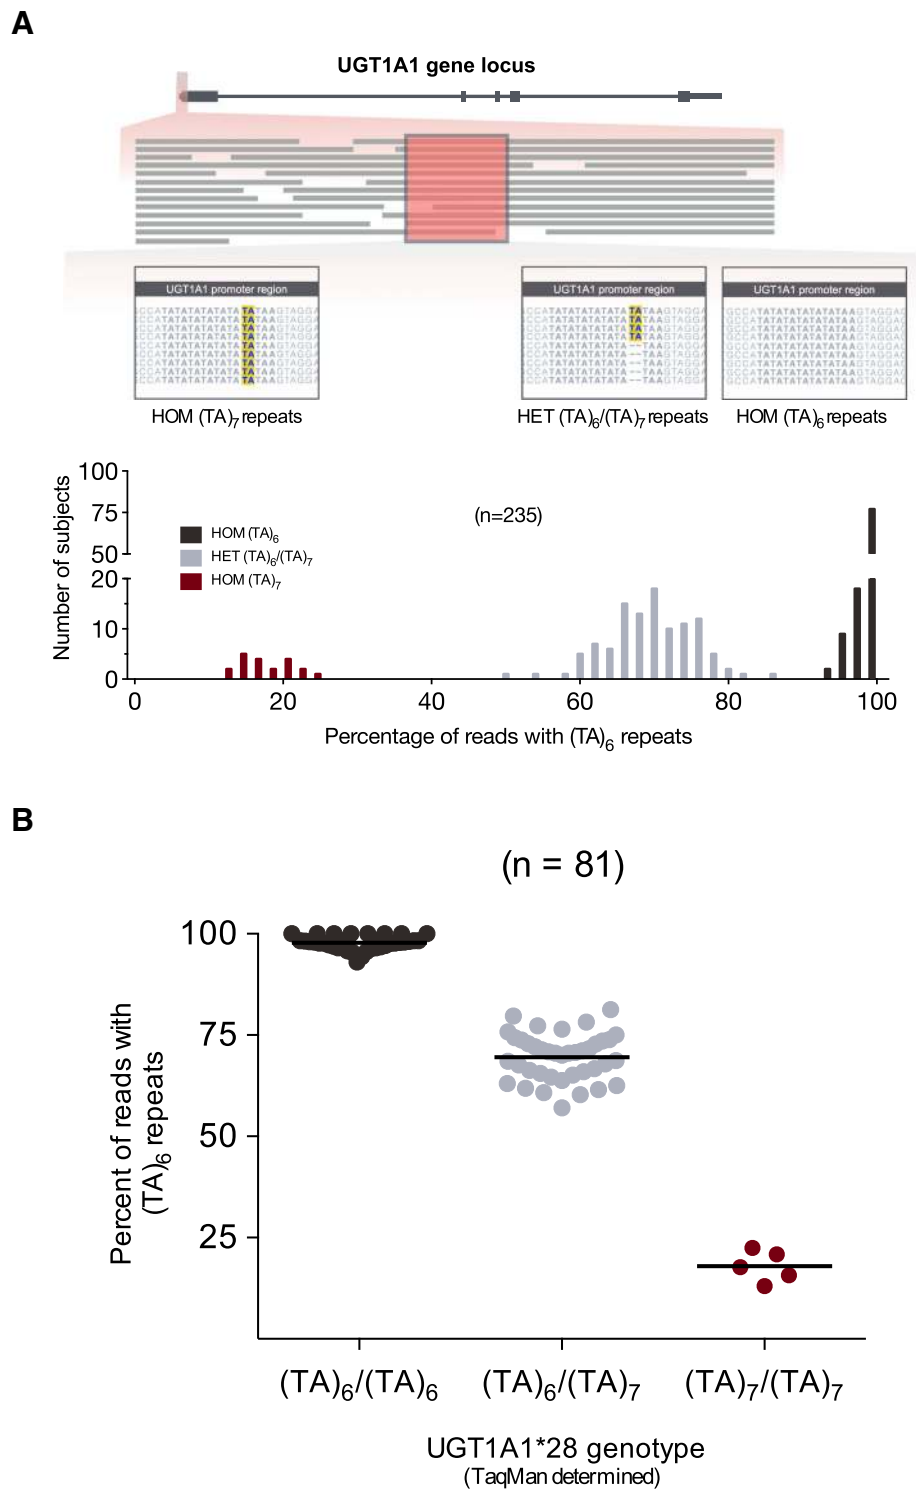 A
UGT1A1 gene locus
UGT1A1 promoter region
UGT1A1 promoter region
UGT1A1 promoter region
HOM (TA)7 repeats
HET (TA)6/(TA)7 repeats
HOM (TA)6 repeats
Number of subjects
100
75
50
20
10
0
(n=235)
HOM (TA)6
HET (TA)6/(TA)7
HOM (TA)7
0 20 40 60 80 100
Percentage of reads with (TA)6 repeats
B
(n = 81)
Percent of reads with
(TA)6 repeats
100
75
50
25
(TA)6/(TA)6 (TA)6/(TA)7 (TA)7/(TA)7
UGT1A1*28 genotype
(TaqMan determined)